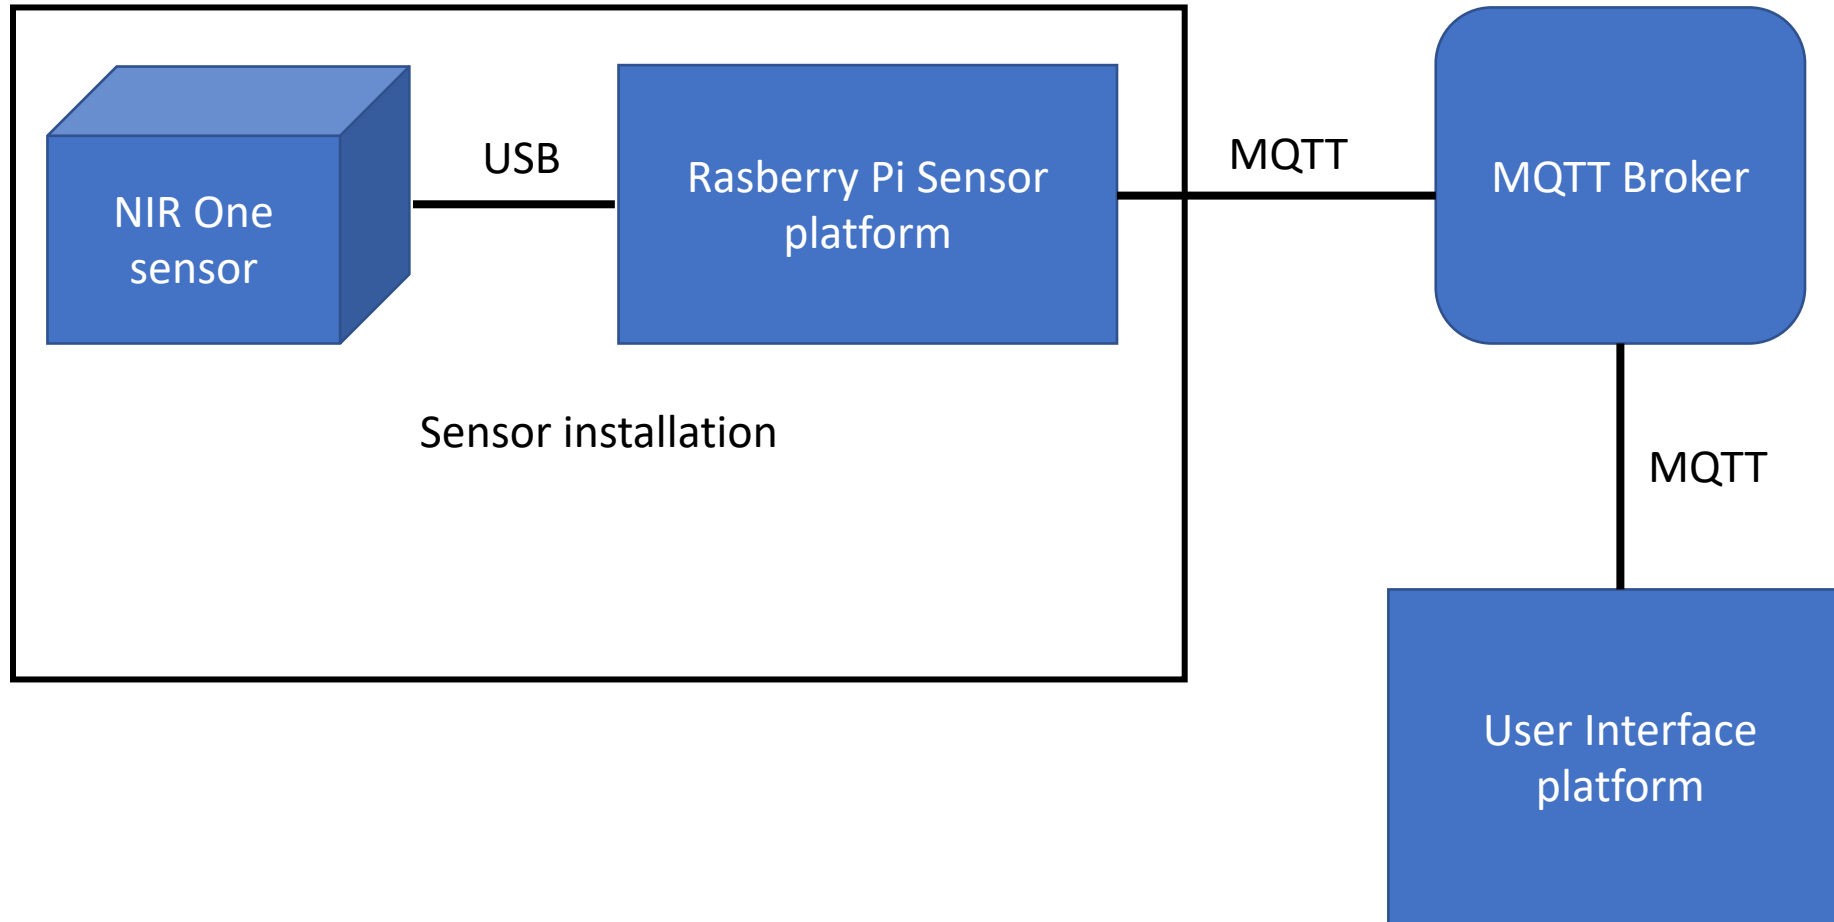 NIR One
sensor
USB
Rasberry Pi Sensor
platform
MQTT
MQTT Broker
Sensor installation
MQTT
User Interface
platform